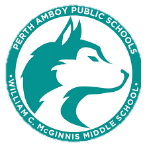 PERTH AMBOY PUBLIC SCHOOLS
• WILLIAM C. McGINNIS MIDDLE SCHOOL •